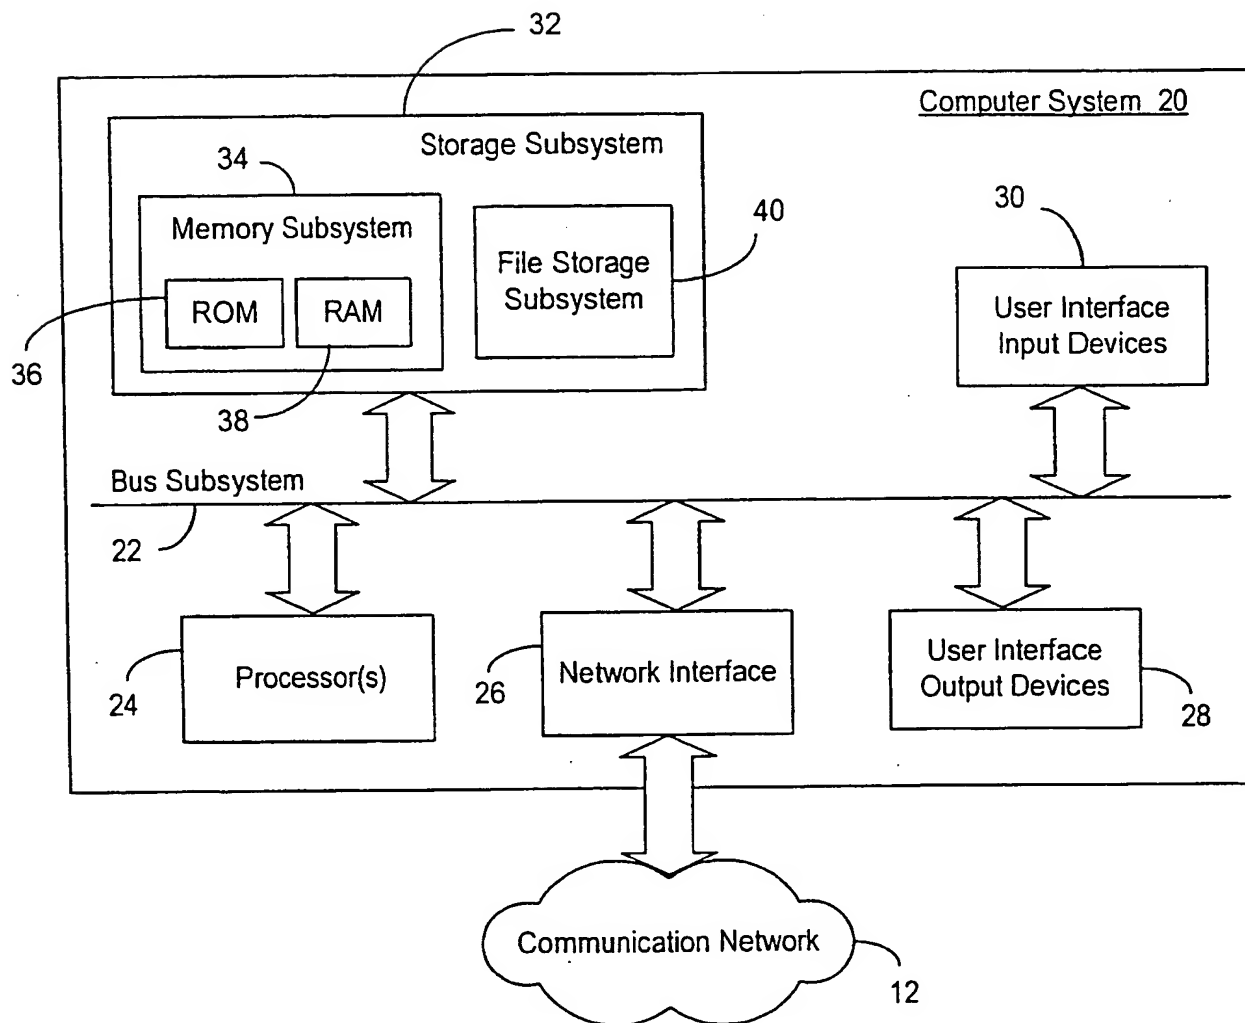 32
Computer System 20
Storage Subsystem
34
Memory Subsystem
ROM
RAM
36
38
File Storage
Subsystem
40
30
User Interface
Input Devices
Bus Subsystem
22
Processor(s)
24
Network Interface
26
User Interface
Output Devices
28
Communication Network
12